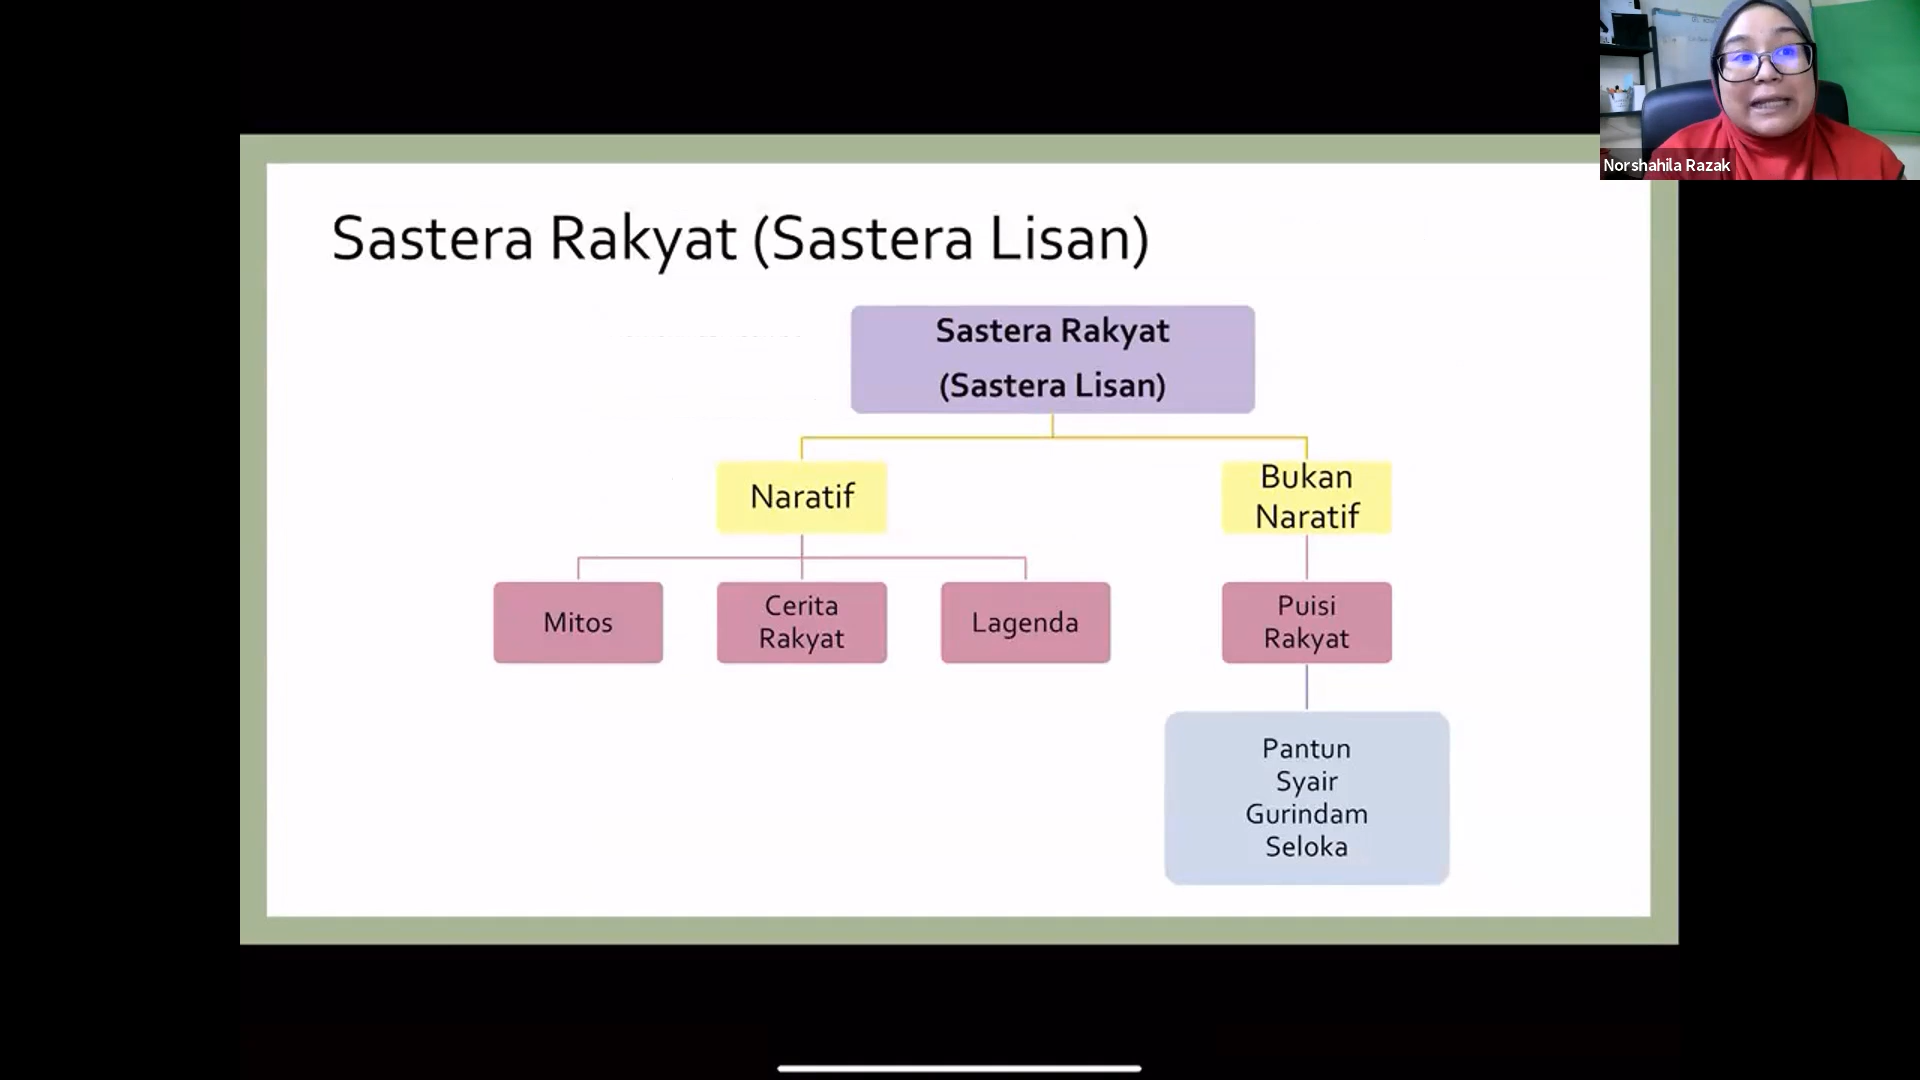 Norshahila Razak
Sastera Rakyat (Sastera Lisan)
Sastera Rakyat
(Sastera Lisan)
Naratif
Bukan
Naratif
Mitos
Cerita
Rakyat
Lagenda
Puisi
Rakyat
Pantun
Syair
Gurindam
Seloka